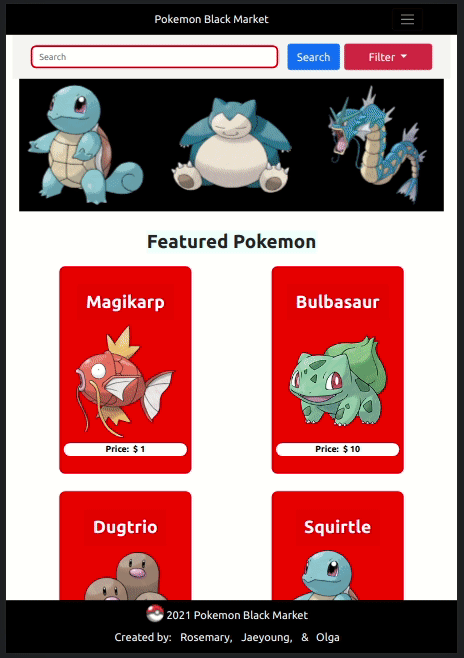 Pokemon Black Market
Search Search Filter
Featured Pokemon
Magikarp Bulbasaur
Price: $ 1 Price: $ 10
Dugtrio Squirtle
2021 Pokemon Black Market
Created by: Rosemary, Jaeyoung, & Olga